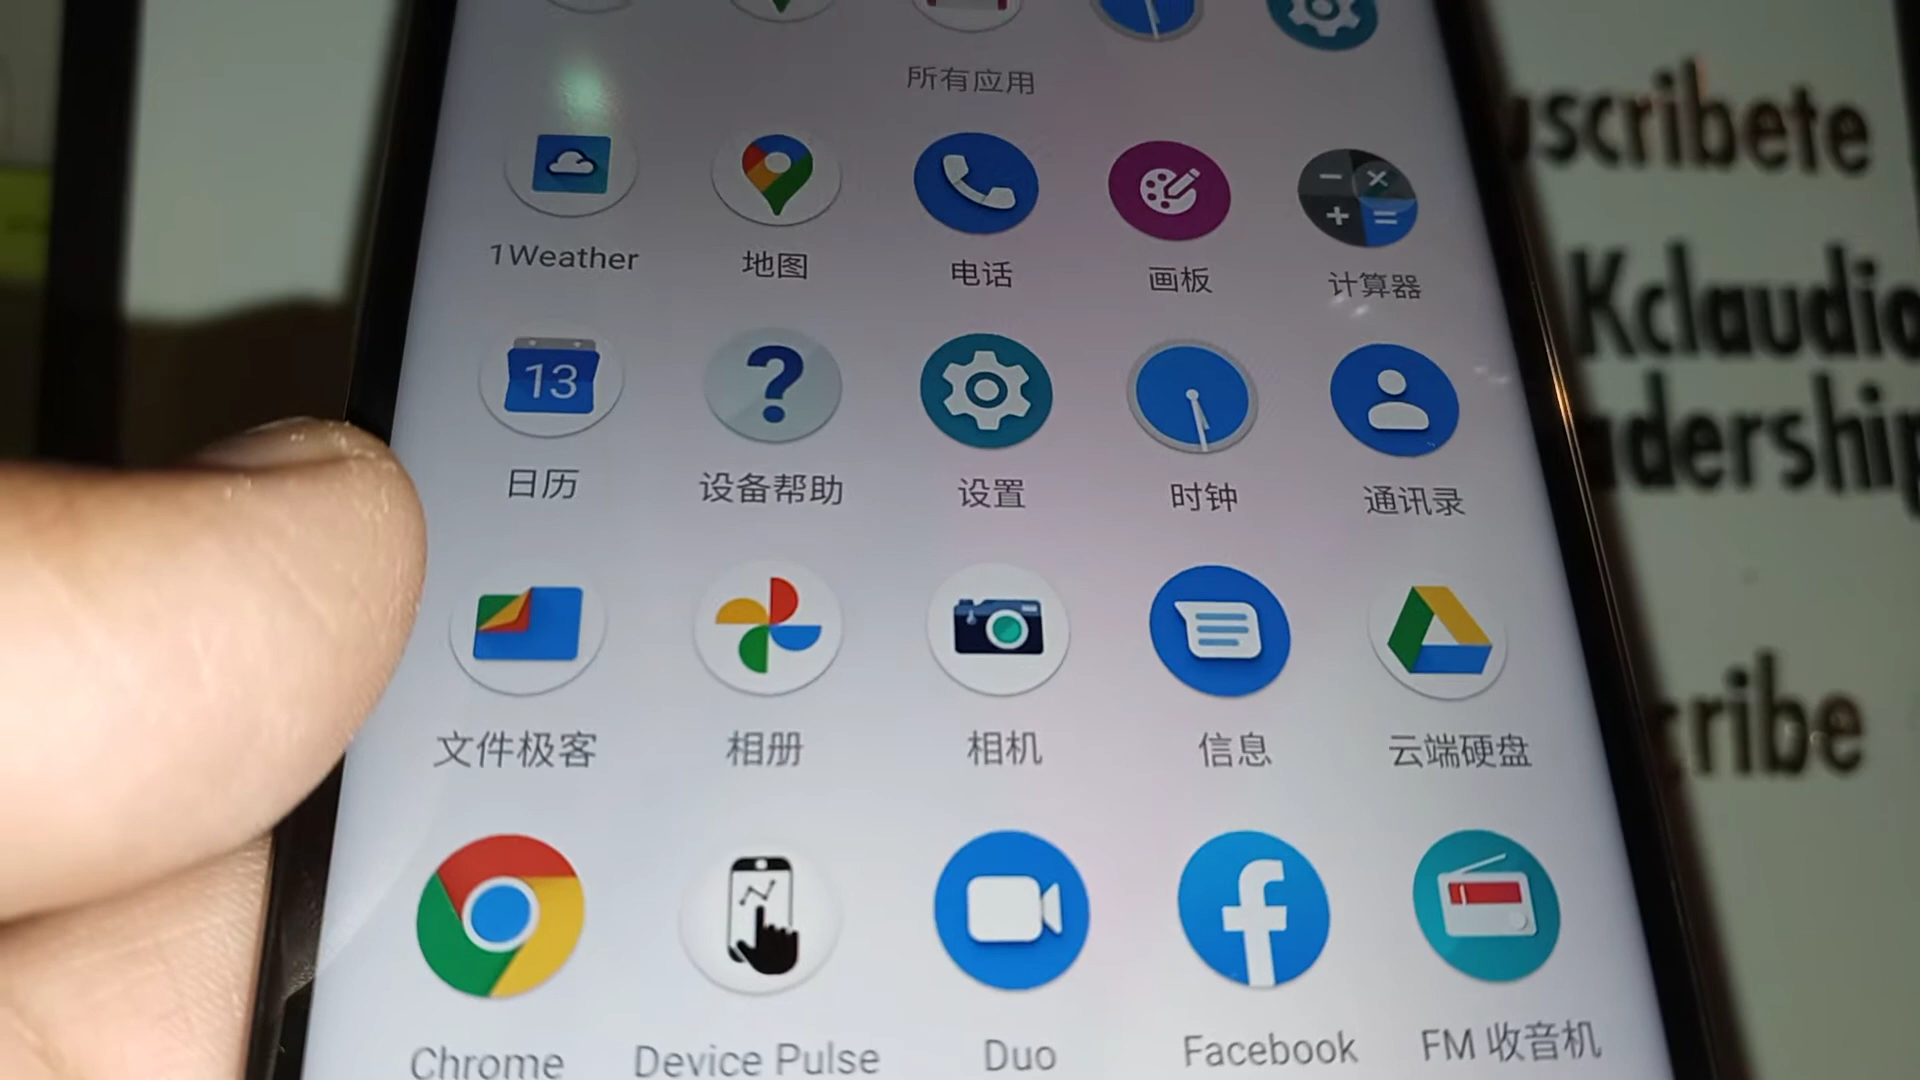 所有应用
1Weather 地图 电话 画板 计算器
13
日历 设备帮助 设置 时钟 通讯录
文件极客 相册 相机 信息 云端硬盘
Chrome Device Pulse Duo Facebook FM 收音机
uscribete
Kclaudio
adership
cribe